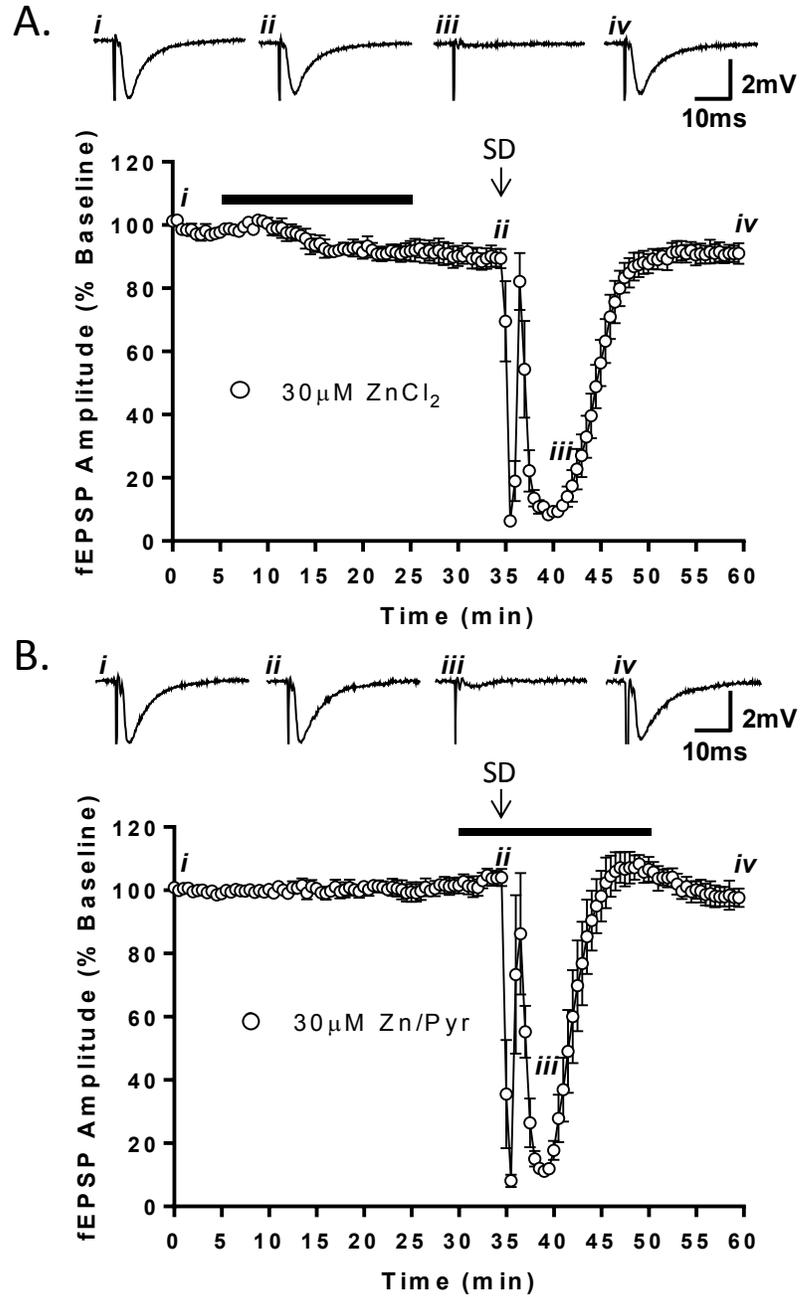 A.
i ii iii iv
2mV
10ms
SD
120
100
80
60
40
20
0
fEPSP Amplitude (% Baseline)
i
ii
iii
iv
30µM ZnCl₂
0 5 10 15 20 25 30 35 40 45 50 55 60
Time (min)
B.
i ii iii iv
2mV
10ms
SD
120
100
80
60
40
20
0
fEPSP Amplitude (% Baseline)
i
ii
iii
iv
30µM Zn/Pyr
0 5 10 15 20 25 30 35 40 45 50 55 60
Time (min)